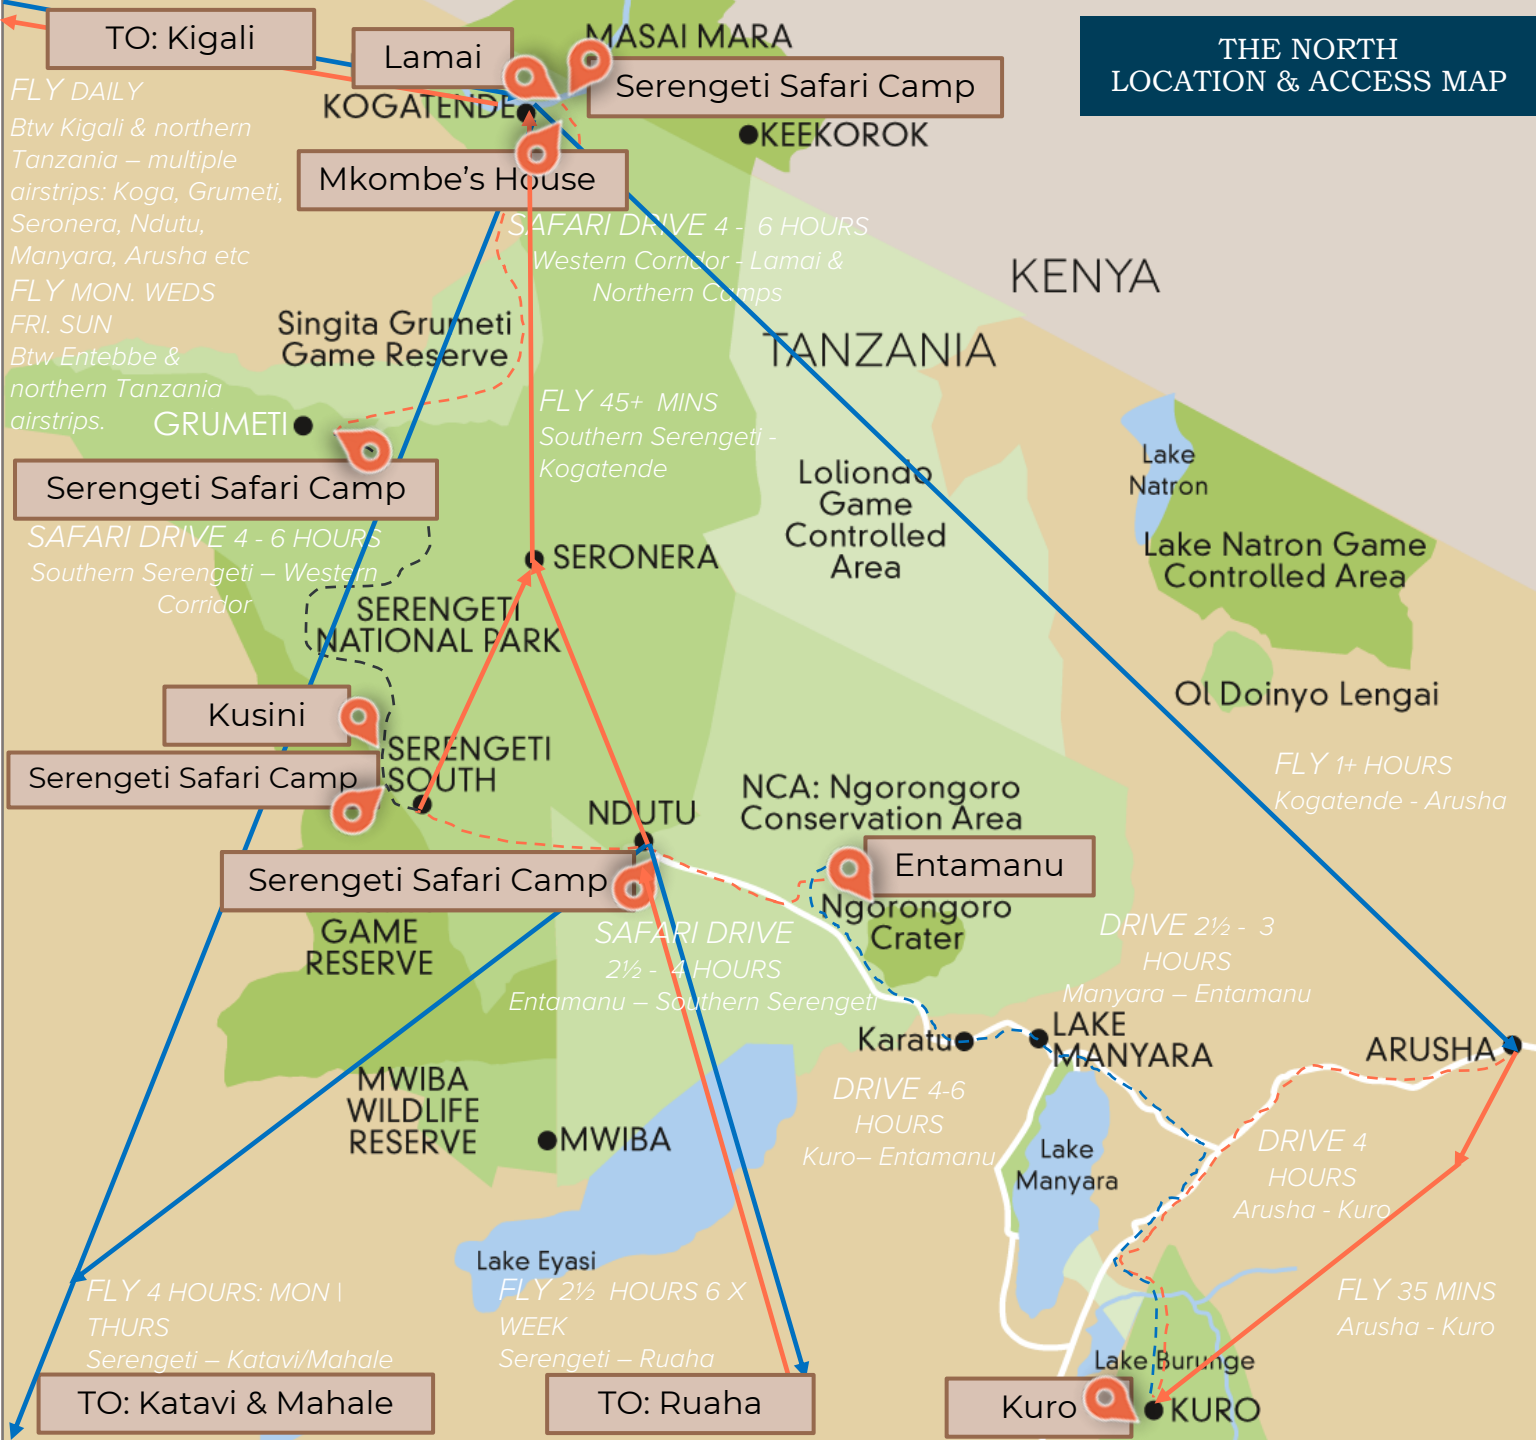 THE NORTH
LOCATION & ACCESS MAP
TO: Kigali
Lamai
MASAI MARA
Serengeti Safari Camp
KOGATENDE
KEEKOROK
Mkombe's House
FLY DAILY
Btw Kigali & northern
Tanzania – multiple
airstrips: Koga, Grumeti,
Seronera, Ndutu,
Manyara, Arusha etc
FLY MON. WEDS
FRI. SUN
Btw Entebbe &
northern Tanzania
airstrips.
SAFARI DRIVE 4 - 6 HOURS
Western Corridor - Lamai &
Northern Camps
KENYA
TANZANIA
Singita Grumeti
Game Reserve
GRUMETI
FLY 45+ MINS
Southern Serengeti -
Kogatende
Serengeti Safari Camp
Loliondo
Game
Controlled
Area
Lake
Natron
Lake Natron Game
Controlled Area
SAFARI DRIVE 4 - 6 HOURS
Southern Serengeti – Western
Corridor
SERONERA
SERENGETI
NATIONAL PARK
Ol Doinyo Lengai
Kusini
SERENGETI
SOUTH
Serengeti Safari Camp
FLY 1+ HOURS
Kogatende - Arusha
NDUTU
NCA: Ngorongoro
Conservation Area
Entamanu
Serengeti Safari Camp
Ngorongoro
Crater
GAME
RESERVE
SAFARI DRIVE
2½ - 4 HOURS
Entamanu – Southern Serengeti
DRIVE 2½ - 3
HOURS
Manyara – Entamanu
Karatu
LAKE
MANYARA
ARUSHA
MWIBA
WILDLIFE
RESERVE
MWIBA
DRIVE 4-6
HOURS
Kuro– Entamanu
Lake
Manyara
DRIVE 4
HOURS
Arusha - Kuro
Lake Eyasi
FLY 4 HOURS: MON |
THURS
Serengeti – Katavi/Mahale
FLY 2½ HOURS 6 X
WEEK
Serengeti – Ruaha
FLY 35 MINS
Arusha - Kuro
Lake Burunge
TO: Katavi & Mahale
TO: Ruaha
Kuro
KURO